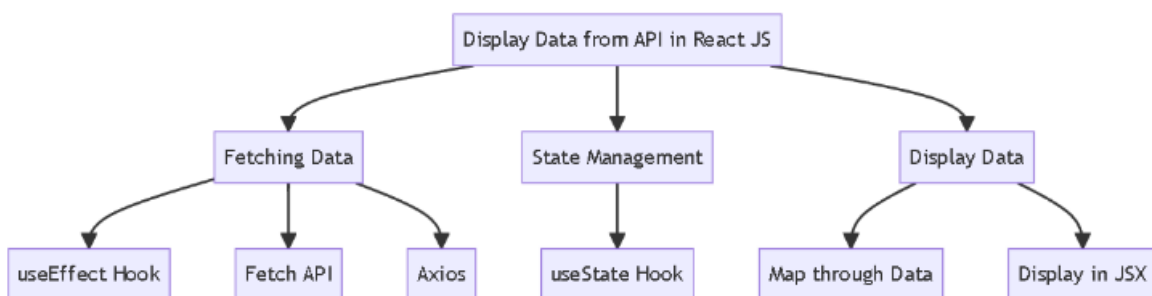 Display Data from API in React JS
Fetching Data
State Management
Display Data
useEffect Hook
Fetch API
Axios
useState Hook
Map through Data
Display in JSX